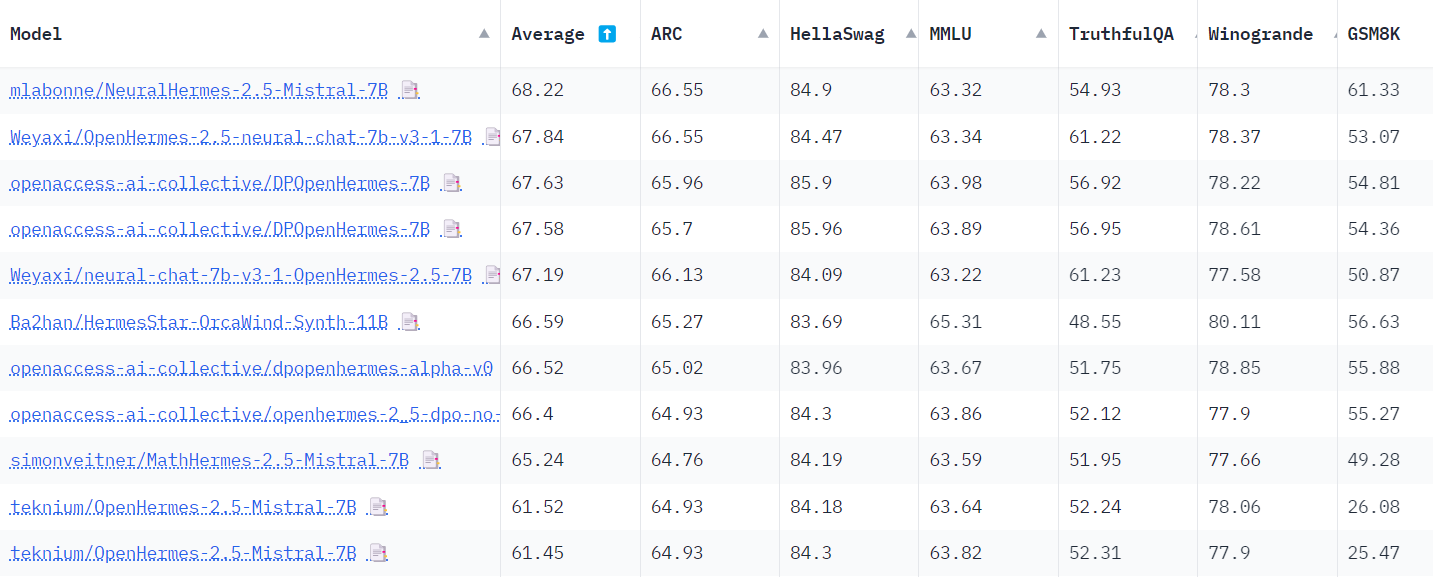 Model Average ARC HellaSwag MMLU TruthfulQA Winogrande GSM8K
mlabonne/NeuralHermes-2.5-Mistral-7B 68.22 66.55 84.9 63.32 54.93 78.3 61.33
Weyaxi/OpenHermes-2.5-neural-chat-7b-v3-1-7B 67.84 66.55 84.47 63.34 61.22 78.37 53.07
openaccess-ai-collective/DPOpenHermes-7B 67.63 65.96 85.9 63.98 56.92 78.22 54.81
openaccess-ai-collective/DPOpenHermes-7B 67.58 65.7 85.96 63.89 56.95 78.61 54.36
Weyaxi/neural-chat-7b-v3-1-OpenHermes-2.5-7B 67.19 66.13 84.09 63.22 61.23 77.58 50.87
Ba2han/HermesStar-OrcaWind-Synth-11B 66.59 65.27 83.69 65.31 48.55 80.11 56.63
openaccess-ai-collective/dpopenhermes-alpha-v0 66.52 65.02 83.96 63.67 51.75 78.85 55.88
openaccess-ai-collective/openhermes-2_5-dpo-no- 66.4 64.93 84.3 63.86 52.12 77.9 55.27
simonveitner/MathHermes-2.5-Mistral-7B 65.24 64.76 84.19 63.59 51.95 77.66 49.28
teknium/OpenHermes-2.5-Mistral-7B 61.52 64.93 84.18 63.64 52.24 78.06 26.08
teknium/OpenHermes-2.5-Mistral-7B 61.45 64.93 84.3 63.82 52.31 77.9 25.47